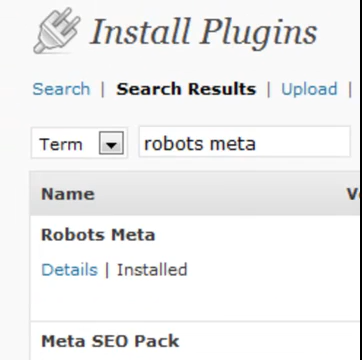 Install Plugins
Search | Search Results | Upload |
Term robots meta
Name
Robots Meta
Details | Installed
Meta SEO Pack